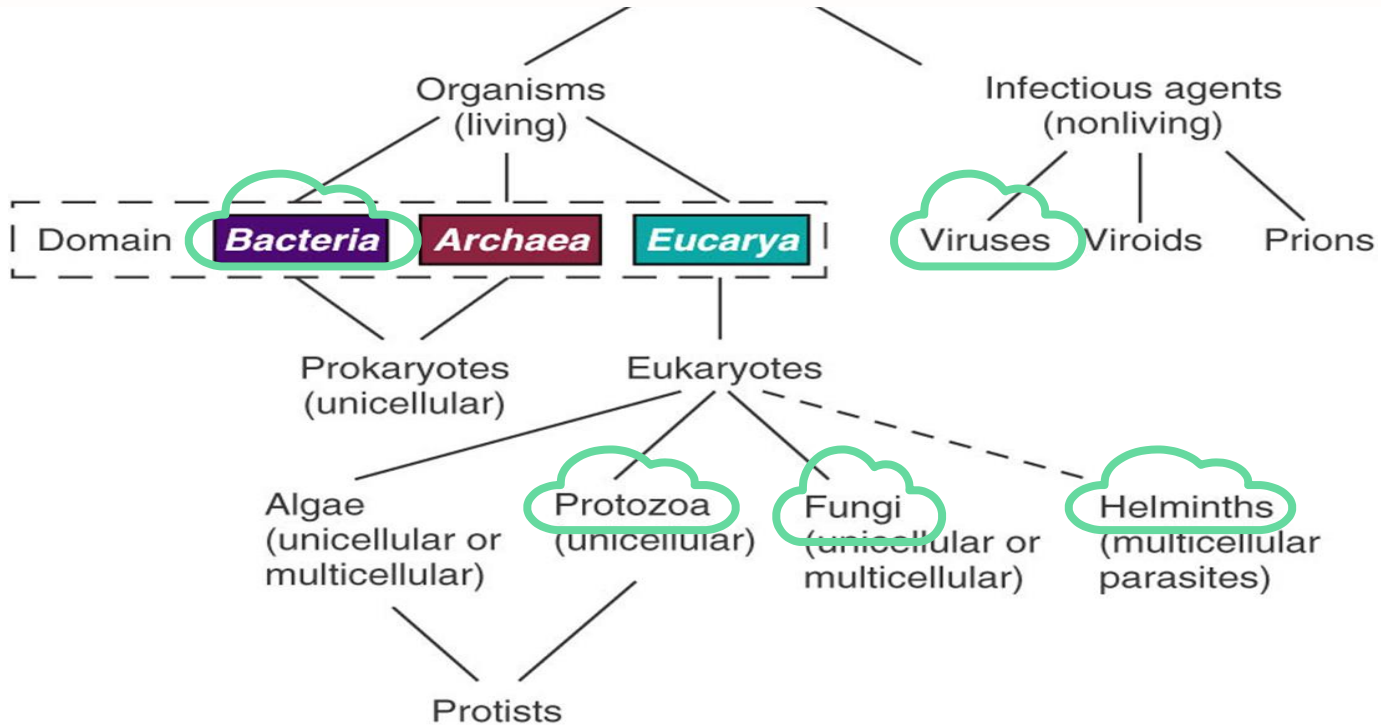 Organisms
(living)
Infectious agents
(nonliving)
Domain
Bacteria
Archaea
Eucarya
Viruses
Viroids
Prions
Prokaryotes
(unicellular)
Eukaryotes
Algae
(unicellular or
multicellular)
Protozoa
(unicellular)
Fungi
(unicellular or
multicellular)
Helminths
(multicellular
parasites)
Protists